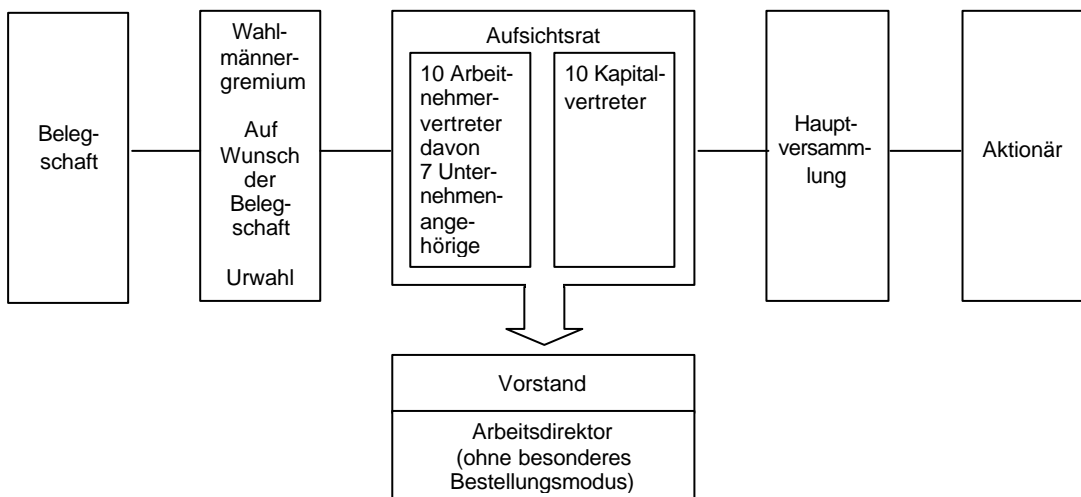 Beleg-
schaft
Wahl-
männer-
gremium
Auf
Wunsch
der
Beleg-
schaft
Urwahl
Aufsichtsrat
10 Arbeit-
nehmer-
vertreter
davon
7 Unter-
nehmen-
ange-
hörige
10 Kapital-
vertreter
Haupt-
versamm-
lung
Aktionär
Vorstand
Arbeitsdirektor
(ohne besonderes
Bestellungsmodus)